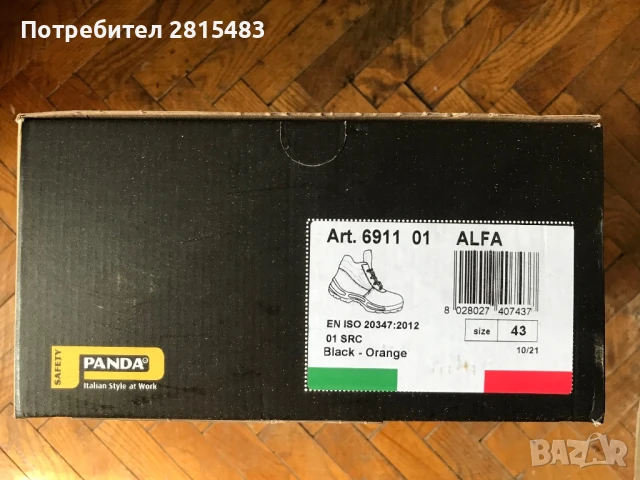 Потребител 2815483
Art. 6911 01 ALFA
8 028027 407437
EN ISO 20347:2012
01 SRC
Black - Orange
size 43
10/21
SAFETY
PANDA®
Italian Style at Work
BAZAR